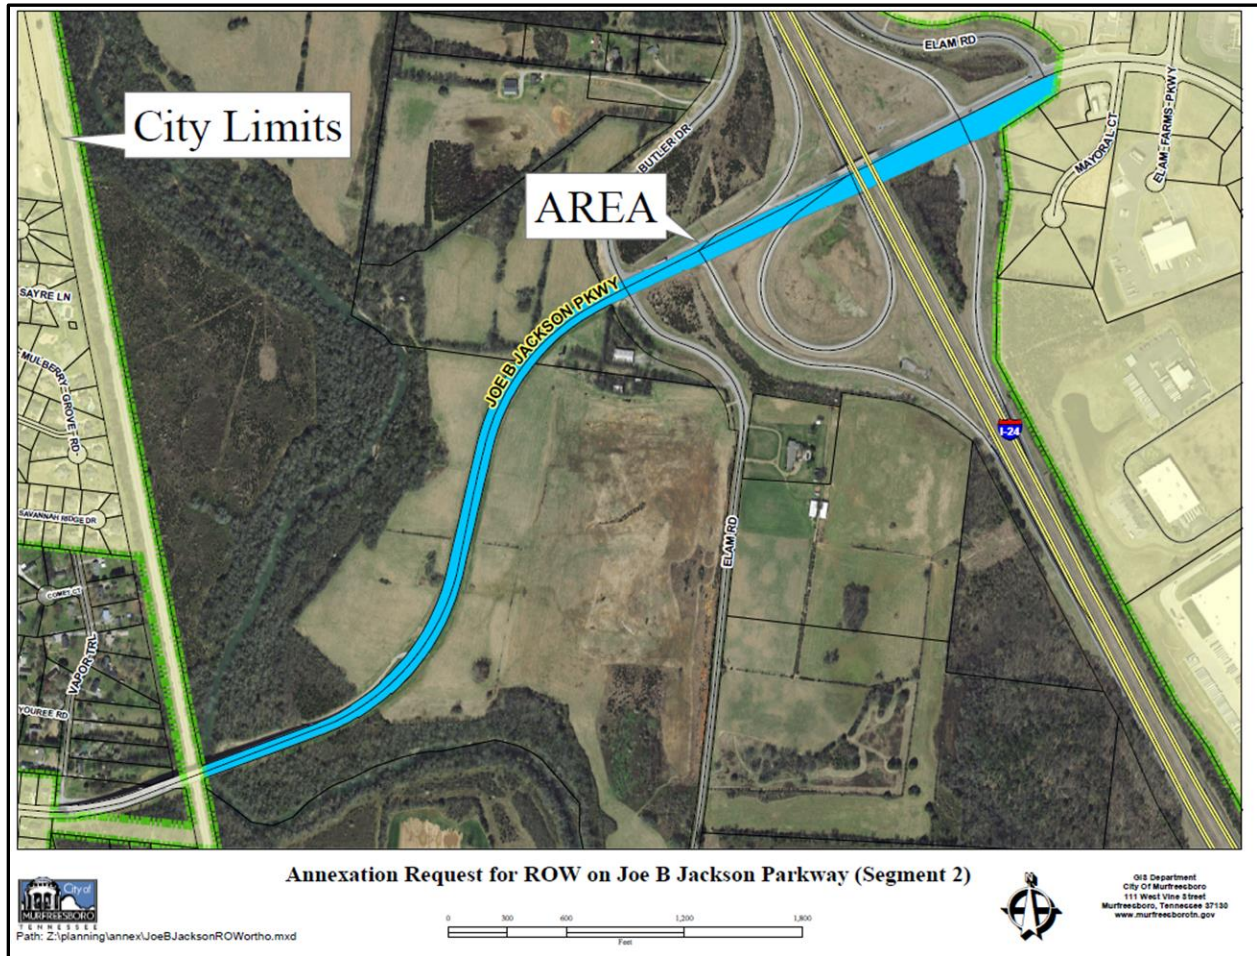 ELAM RD
City Limits
BUTLER DR
MAYORAL CT
ELAM FARMS PKWY
AREA
SAYRE LN
JOE B JACKSON PKWY
MULBERRY GROVE RD
I-24
SAVANNAH RIDGE DR
ELAM RD
COMET CT
VAPOR TRL
YOUREE RD
Annexation Request for ROW on Joe B Jackson Parkway (Segment 2)
City of
MURFREESBORO
TENNESSEE
Path: Z:\planning\annex\JoeBJacksonROWortho.mxd
0 300 600 1,200 1,800
Feet
GIS Department
City Of Murfreesboro
111 West Vine Street
Murfreesboro, Tennessee 37130
www.murfreesborotn.gov